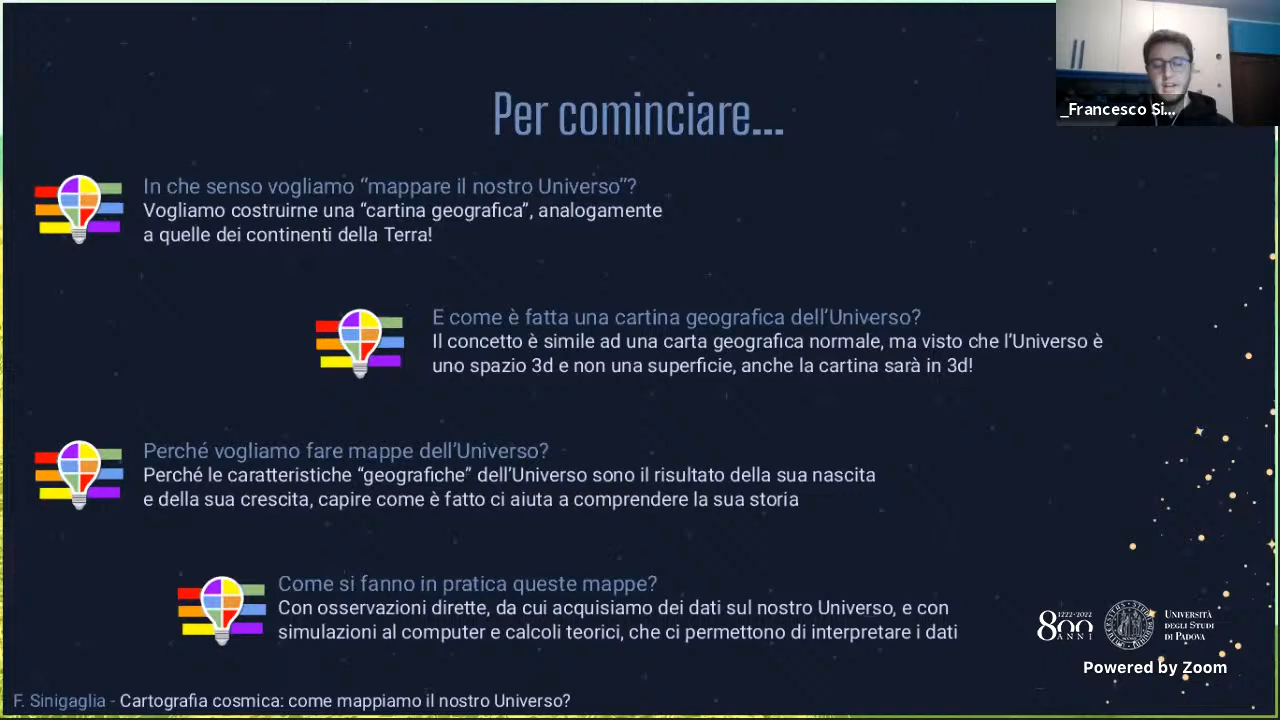 Per cominciare...
_Francesco Si...
In che senso vogliamo “mappare il nostro Universo”?
Vogliamo costruirne una “cartina geografica”, analogamente
a quelle dei continenti della Terra!
E come è fatta una cartina geografica dell’Universo?
Il concetto è simile ad una carta geografica normale, ma visto che l’Universo è
uno spazio 3d e non una superficie, anche la cartina sarà in 3d!
Perché vogliamo fare mappe dell’Universo?
Perché le caratteristiche “geografiche” dell’Universo sono il risultato della sua nascita
e della sua crescita, capire come è fatto ci aiuta a comprendere la sua storia
Come si fanno in pratica queste mappe?
Con osservazioni dirette, da cui acquisiamo dei dati sul nostro Universo, e con
simulazioni al computer e calcoli teorici, che ci permettono di interpretare i dati
1222·2022
800
ANNI
UNIVERSITÀ
DEGLI STUDI
DI PADOVA
Powered by Zoom
F. Sinigaglia - Cartografia cosmica: come mappiamo il nostro Universo?